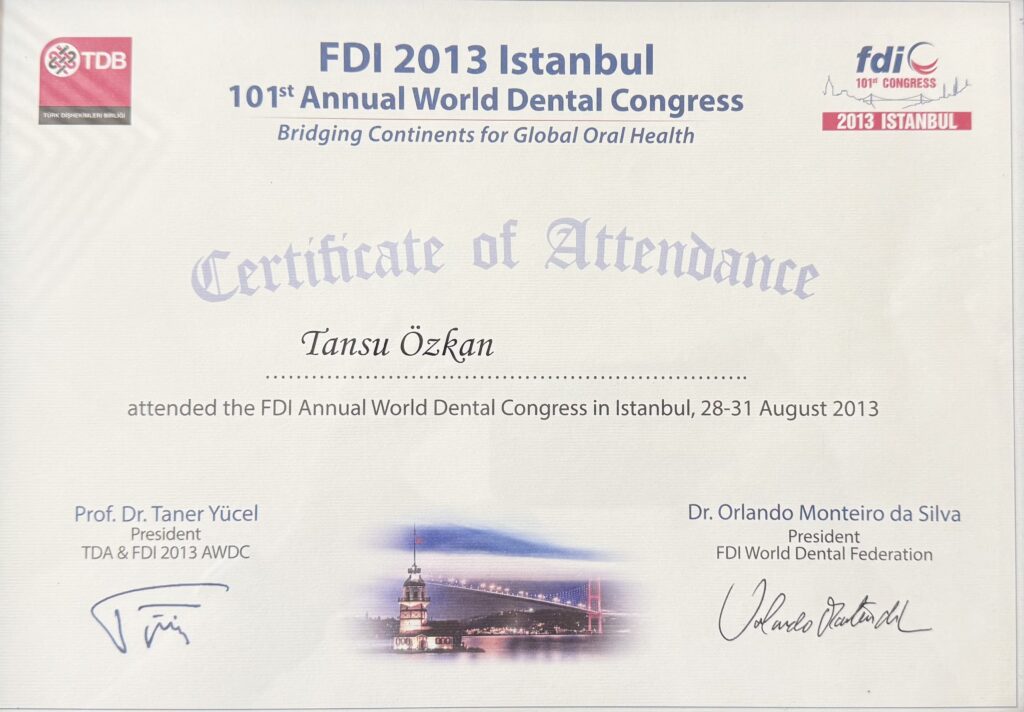 TDB
TÜRK DİŞHEKİMLERİ BİRLİĞİ
FDI 2013 Istanbul
101st Annual World Dental Congress
Bridging Continents for Global Oral Health
fdi
101st CONGRESS
2013 ISTANBUL
Certificate of Attendance
Tansu Özkan
attended the FDI Annual World Dental Congress in Istanbul, 28-31 August 2013
Prof. Dr. Taner Yücel
President
TDA & FDI 2013 AWDC
Dr. Orlando Monteiro da Silva
President
FDI World Dental Federation